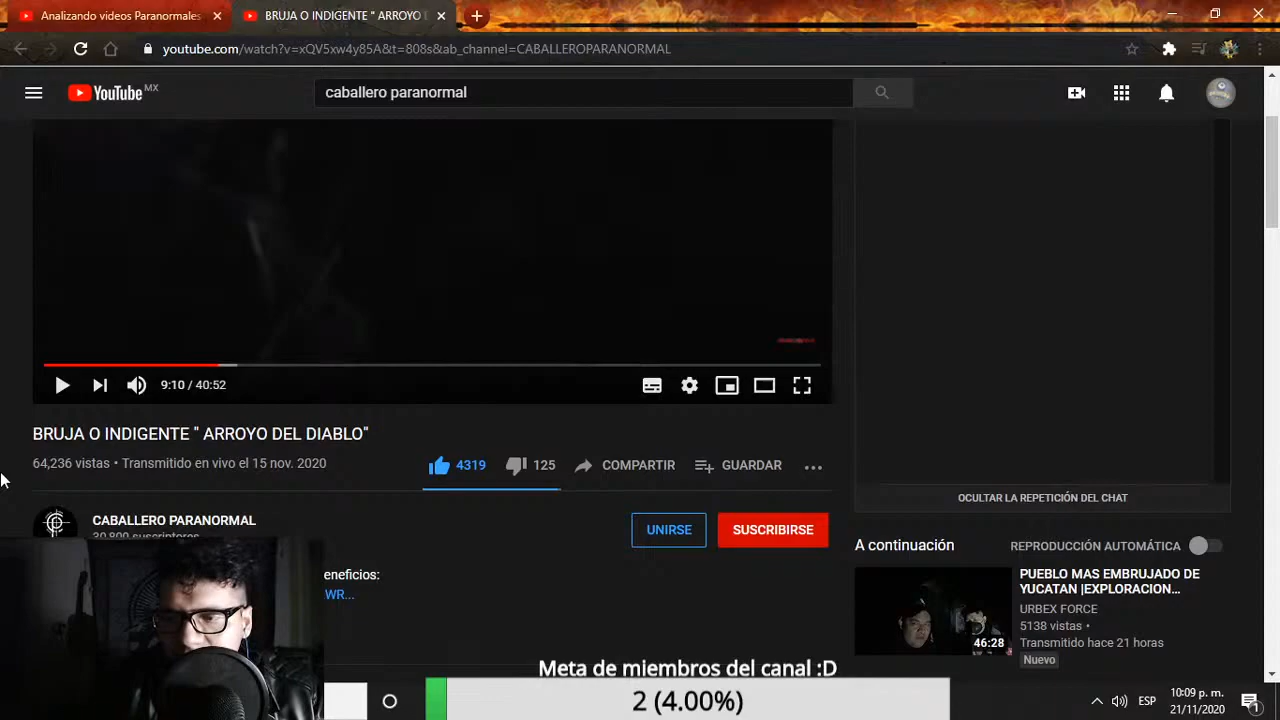 Analizando videos Paranormales
BRUJA O INDIGENTE " ARROYO D
youtube.com/watch?v=xQV5xw4y85A&t=808s&ab_channel=CABALLEROPARANORMAL
YouTube MX
caballero paranormal
9:10 / 40:52
BRUJA O INDIGENTE " ARROYO DEL DIABLO"
64,236 vistas • Transmitido en vivo el 15 nov. 2020
4319
125
COMPARTIR
GUARDAR
OCULTAR LA REPETICIÓN DEL CHAT
CABALLERO PARANORMAL
30,800 suscriptores
UNIRSE
SUSCRIBIRSE
eneficios:
WR...
A continuación
REPRODUCCIÓN AUTOMÁTICA
PUEBLO MAS EMBRUJADO DE
YUCATAN |EXPLORACION...
URBEX FORCE
5138 vistas •
Transmitido hace 21 horas
Nuevo
46:28
Meta de miembros del canal :D
2 (4.00%)
ESP
10:09 p. m.
21/11/2020
1